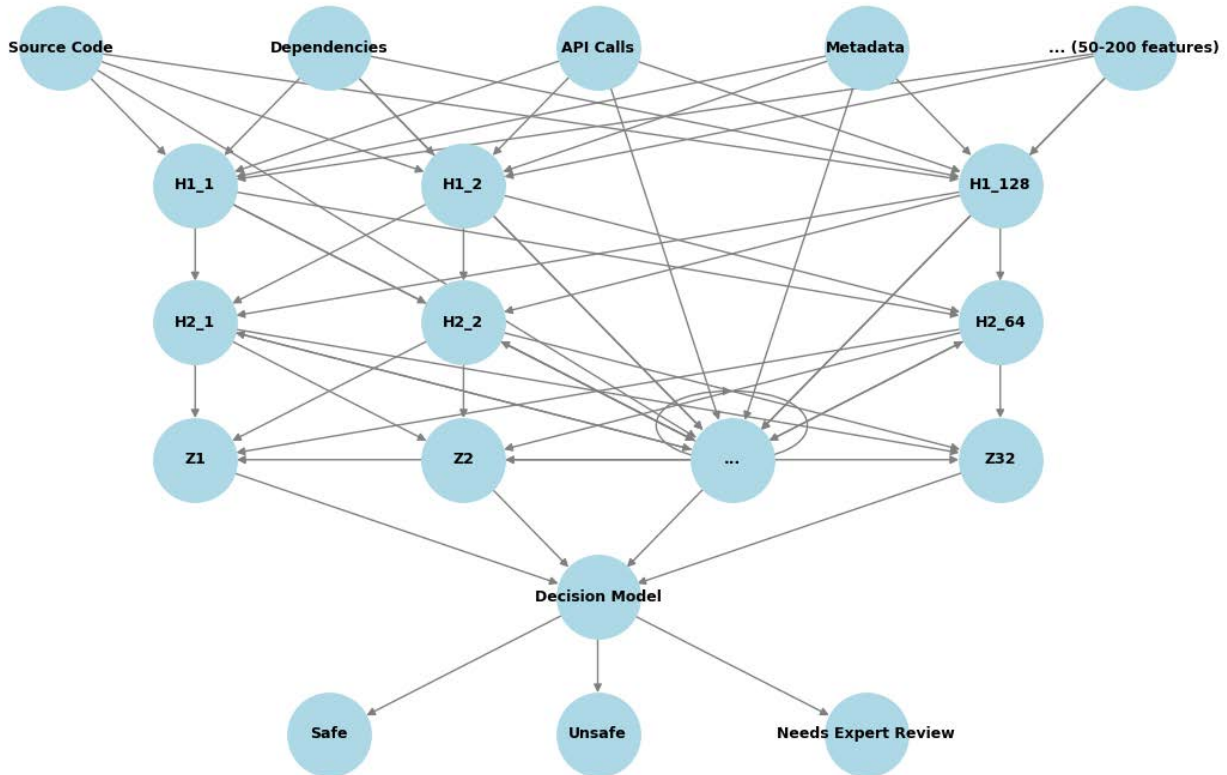 Source Code
Dependencies
API Calls
Metadata
... (50-200 features)
H1_1
H1_2
H1_128
H2_1
H2_2
H2_64
Z1
Z2
...
Z32
Decision Model
Safe
Unsafe
Needs Expert Review